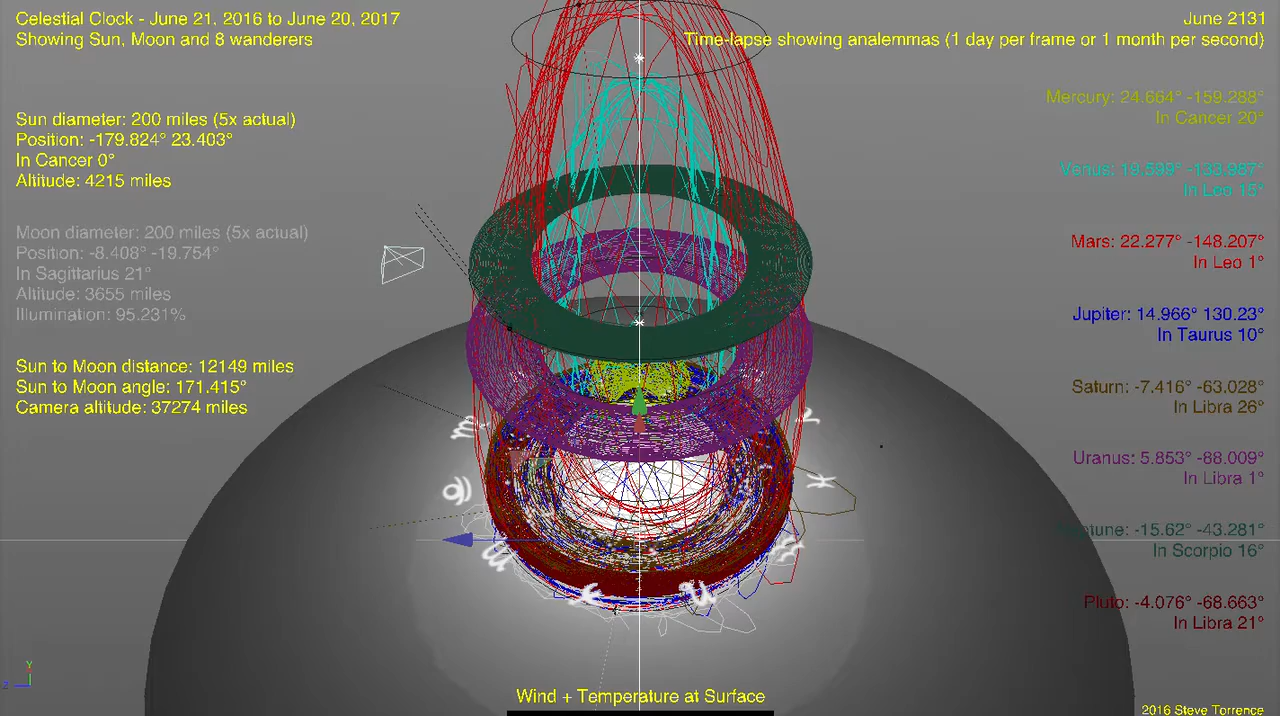 Celestial Clock - June 21, 2016 to June 20, 2017
Showing Sun, Moon and 8 wanderers
June 2131
Time-lapse showing analemmas (1 day per frame or 1 month per second)
Sun diameter: 200 miles (5x actual)
Position: -179.824° 23.403°
In Cancer 0°
Altitude: 4215 miles
Moon diameter: 200 miles (5x actual)
Position: -8.408° -19.754°
In Sagittarius 21°
Altitude: 3655 miles
Illumination: 95.231%
Sun to Moon distance: 12149 miles
Sun to Moon angle: 171.415°
Camera altitude: 37274 miles
Mercury: 24.664° -159.288°
In Cancer 20°
Venus: 19.599° -133.987°
In Leo 15°
Mars: 22.277° -148.207°
In Leo 1°
Jupiter: 14.966° 130.23°
In Taurus 10°
Saturn: -7.416° -63.028°
In Libra 26°
Uranus: 5.853° -88.009°
In Libra 1°
Neptune: -15.62° -43.281°
In Scorpio 16°
Pluto: -4.076° -68.663°
In Libra 21°
Y
Z
Wind + Temperature at Surface
2016 Steve Torrence